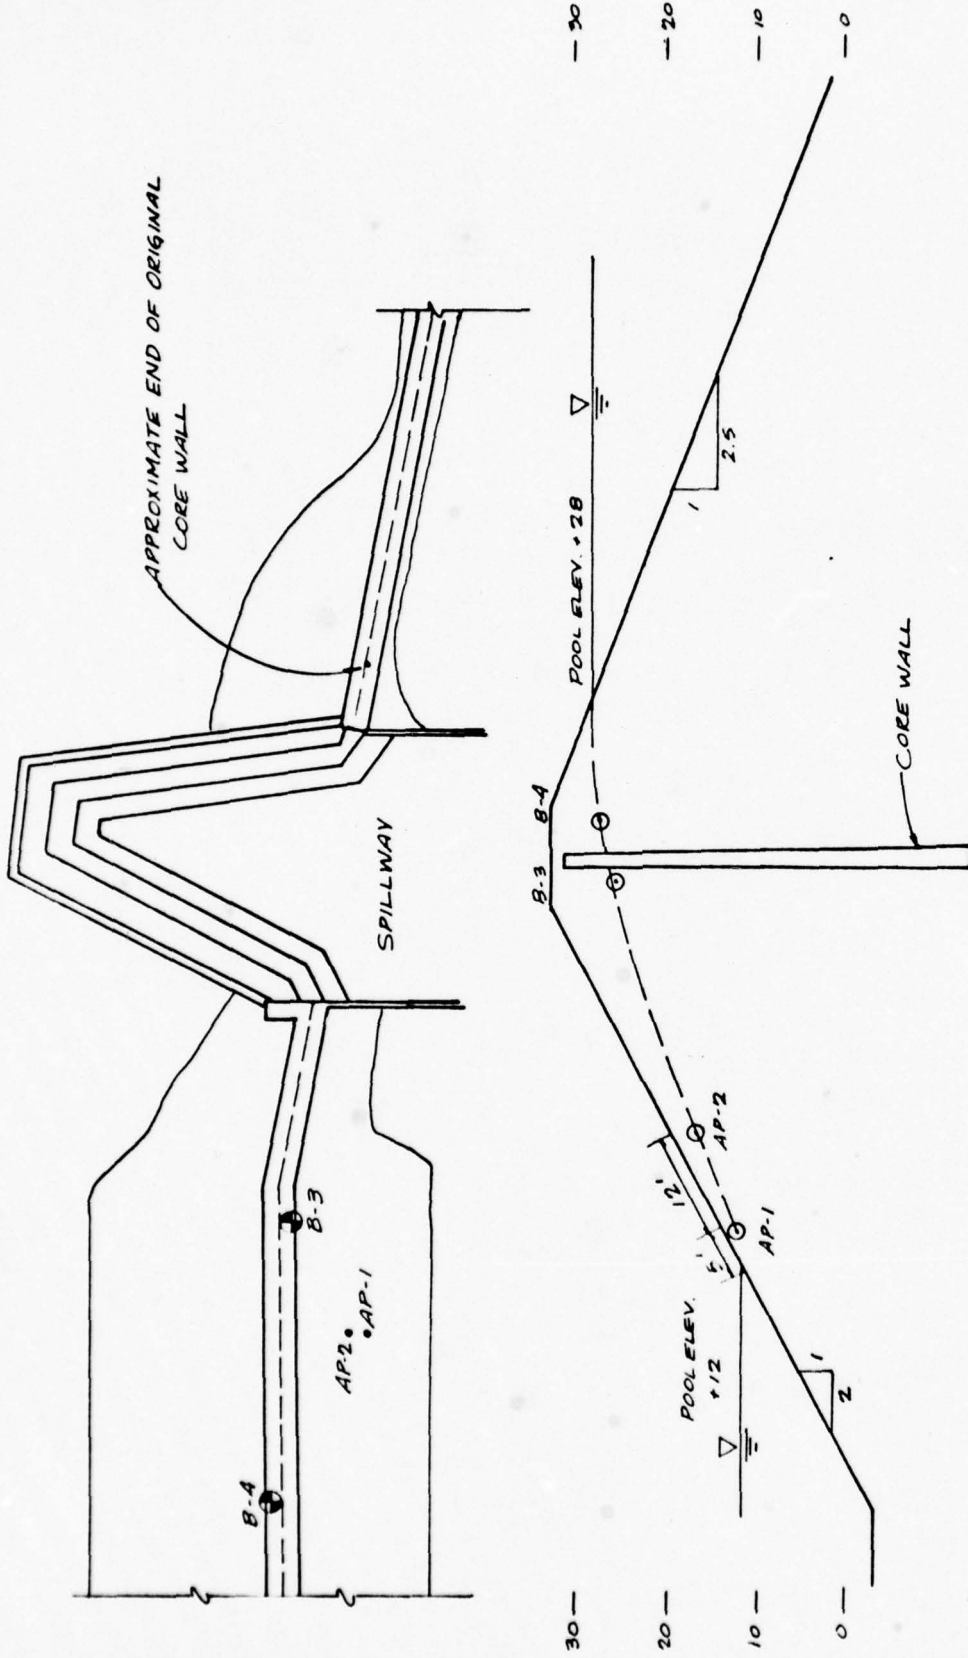 APPROXIMATE END OF ORIGINAL
CORE WALL
SPILLWAY
B-4
B-3
AP-2
AP-1
30
20
10
0
30
20
10
0
POOL ELEV.
+12
POOL ELEV. +28
B-3
B-4
12'
5'
AP-1
AP-2
1
2
1
2.5
CORE WALL